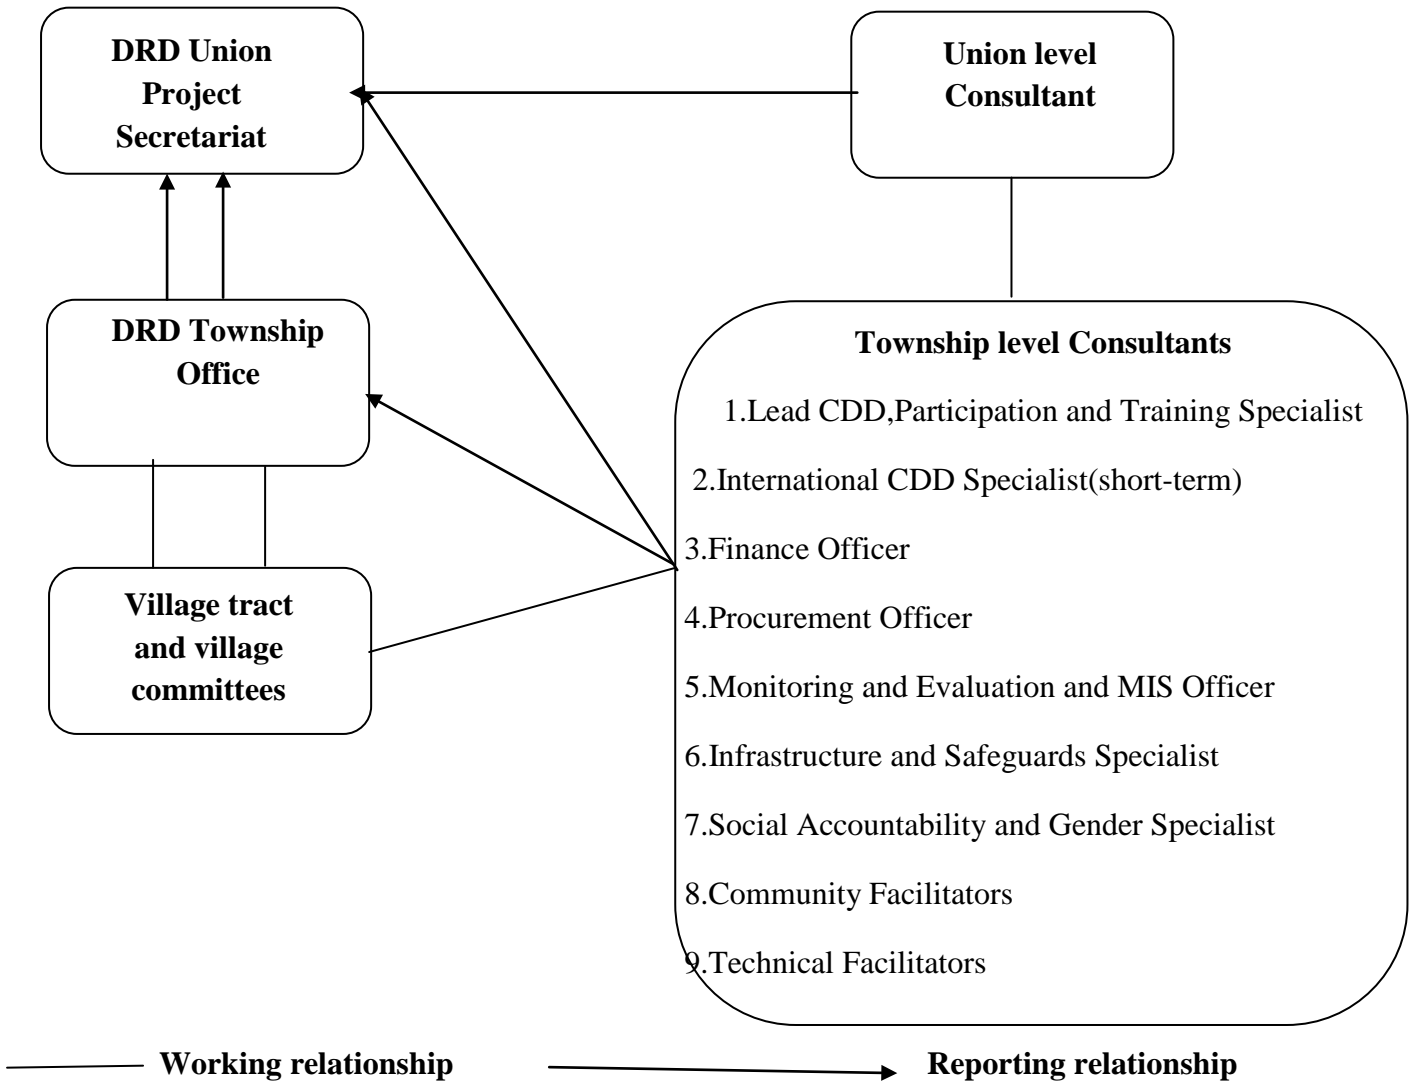 DRD Union
Project
Secretariat
Union level
Consultant
DRD Township
Office
Village tract
and village
committees
Township level Consultants
1.Lead CDD,Participation and Training Specialist
2.International CDD Specialist(short-term)
3.Finance Officer
4.Procurement Officer
5.Monitoring and Evaluation and MIS Officer
6.Infrastructure and Safeguards Specialist
7.Social Accountability and Gender Specialist
8.Community Facilitators
9.Technical Facilitators
Working relationship
Reporting relationship